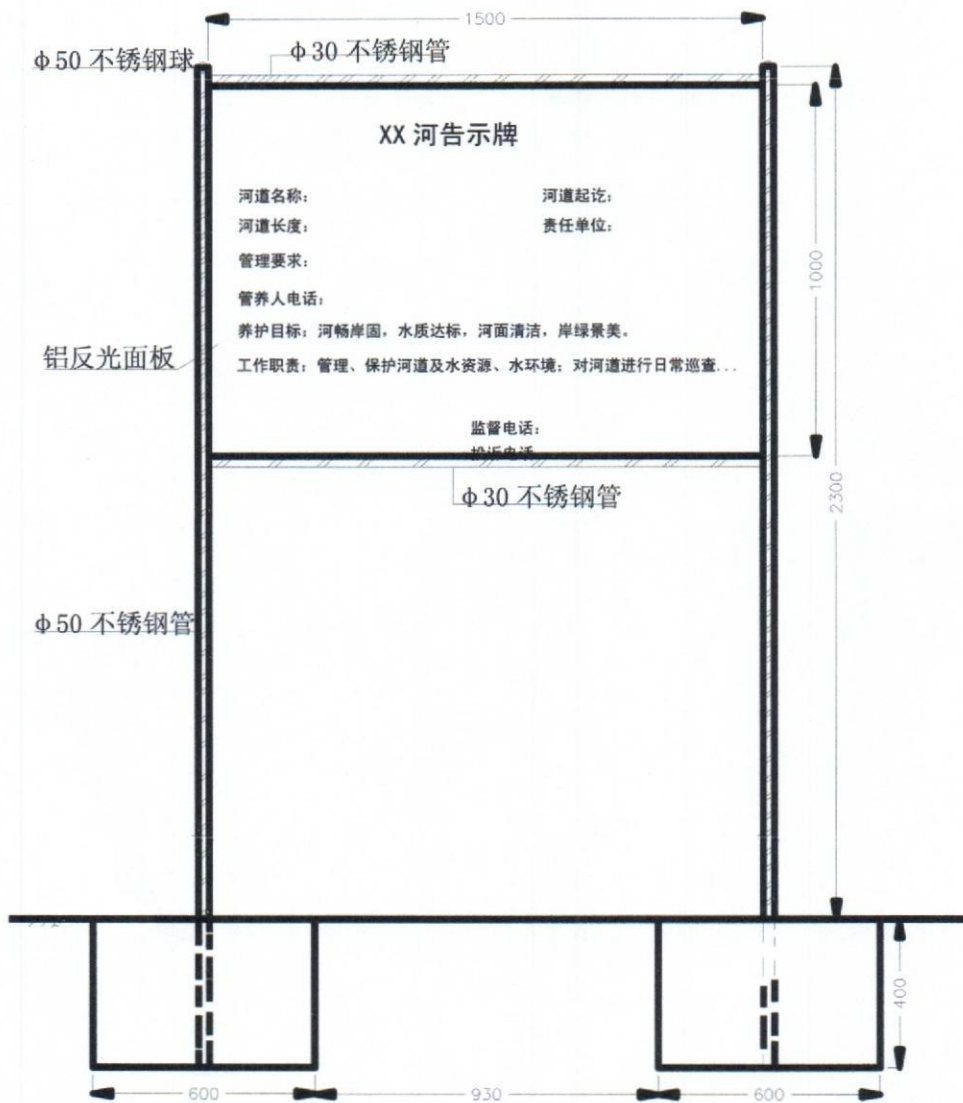 1500
φ50 不锈钢球
φ30 不锈钢管
XX 河告示牌
河道名称: 河道起讫:
河道长度: 责任单位:
管理要求:
管养人电话:
养护目标: 河畅岸固, 水质达标, 河面清洁, 岸绿景美。
铝反光面板
工作职责: 管理、保护河道及水资源、水环境; 对河道进行日常巡查...
1000
监督电话:
投诉电话
2300
φ30 不锈钢管
φ50 不锈钢管
400
600
930
600